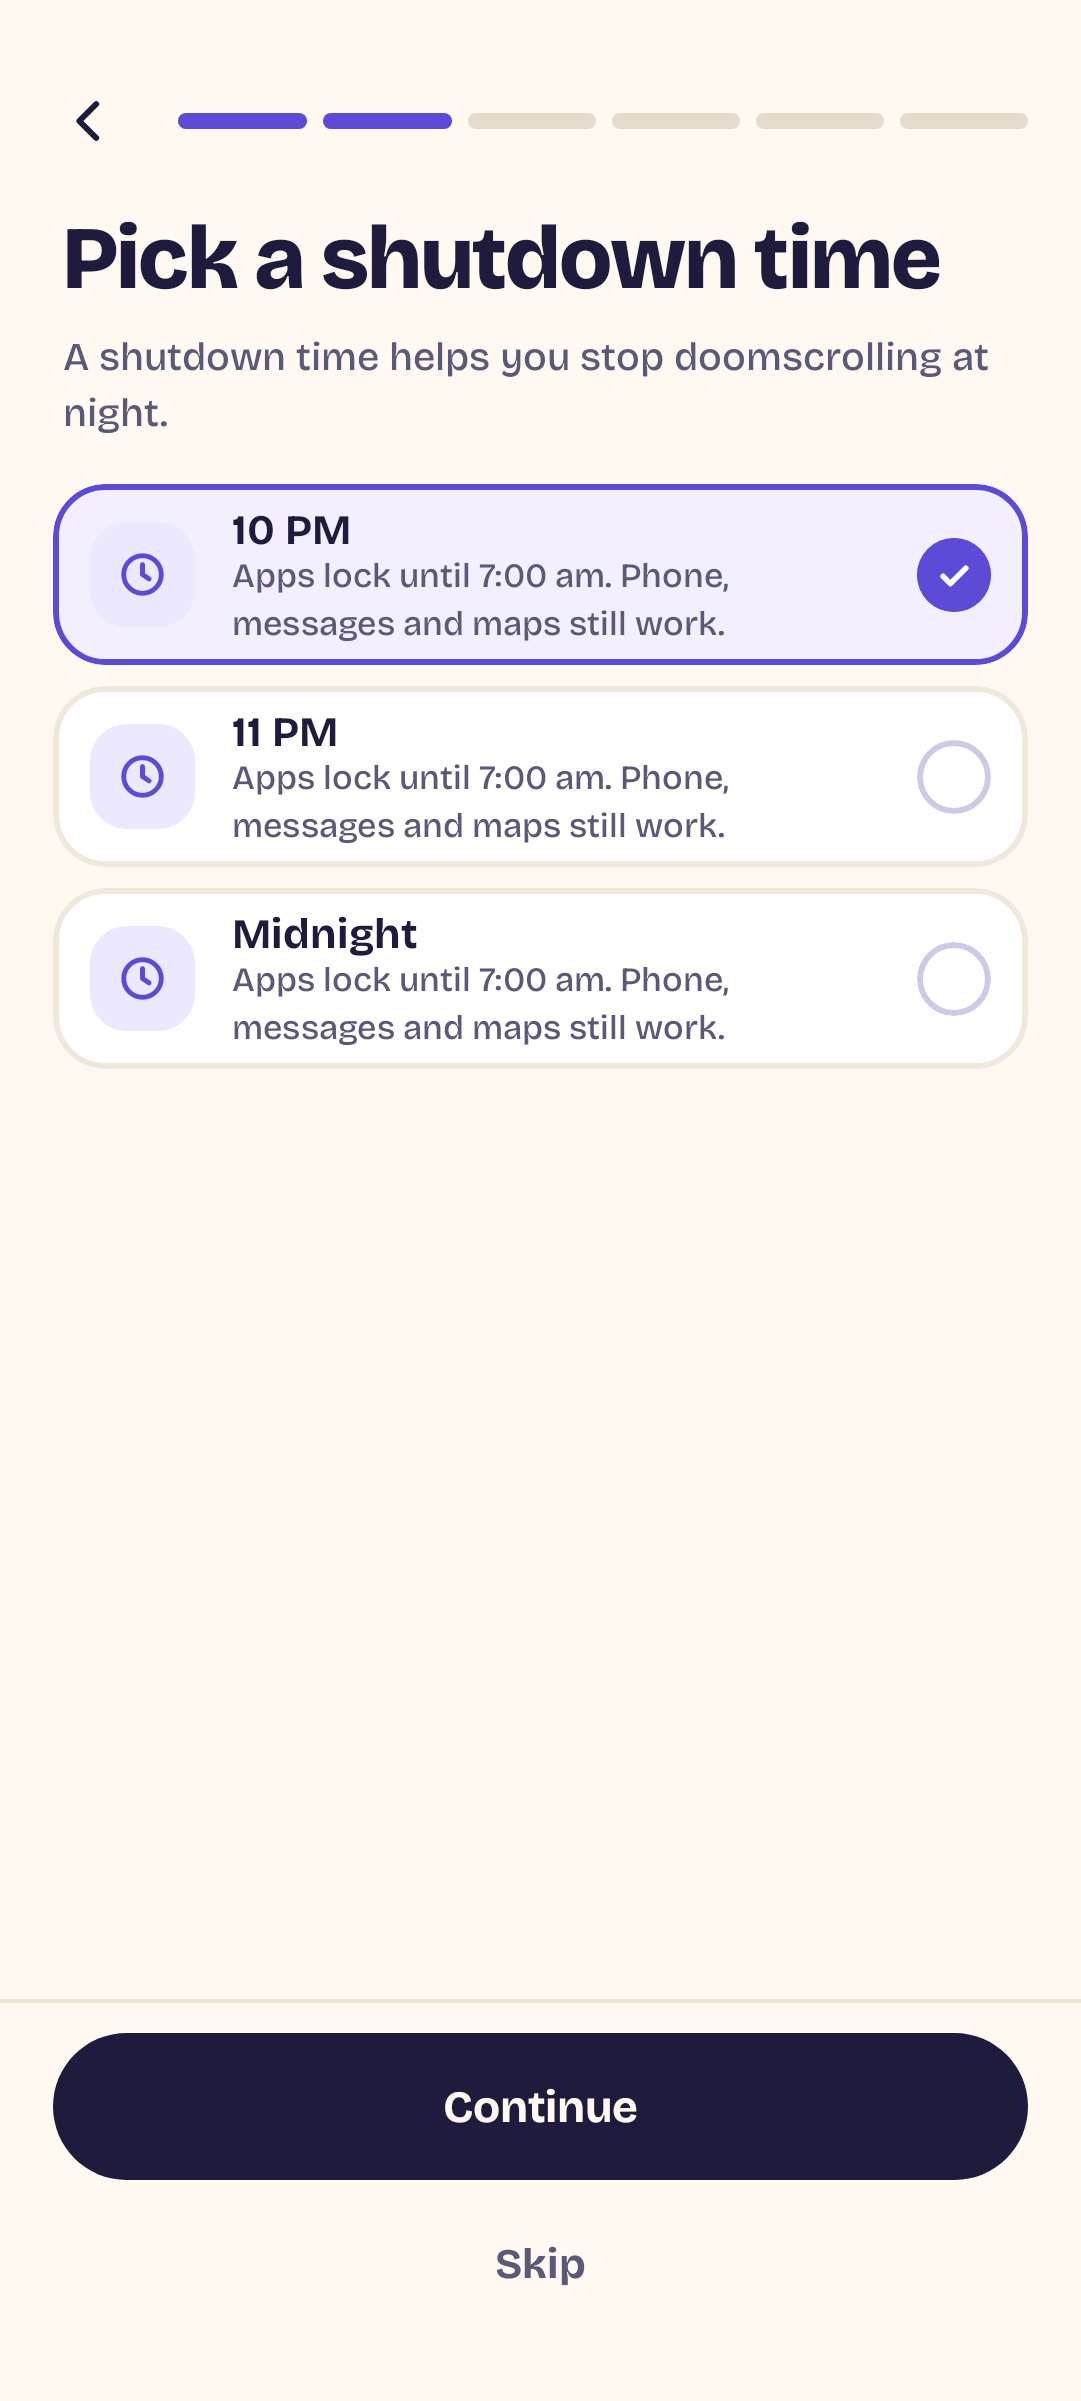 Pick a shutdown time
A shutdown time helps you stop doomscrolling at
night.
10 PM
Apps lock until 7:00 am. Phone,
messages and maps still work.
11 PM
Apps lock until 7:00 am. Phone,
messages and maps still work.
Midnight
Apps lock until 7:00 am. Phone,
messages and maps still work.
Continue
Skip